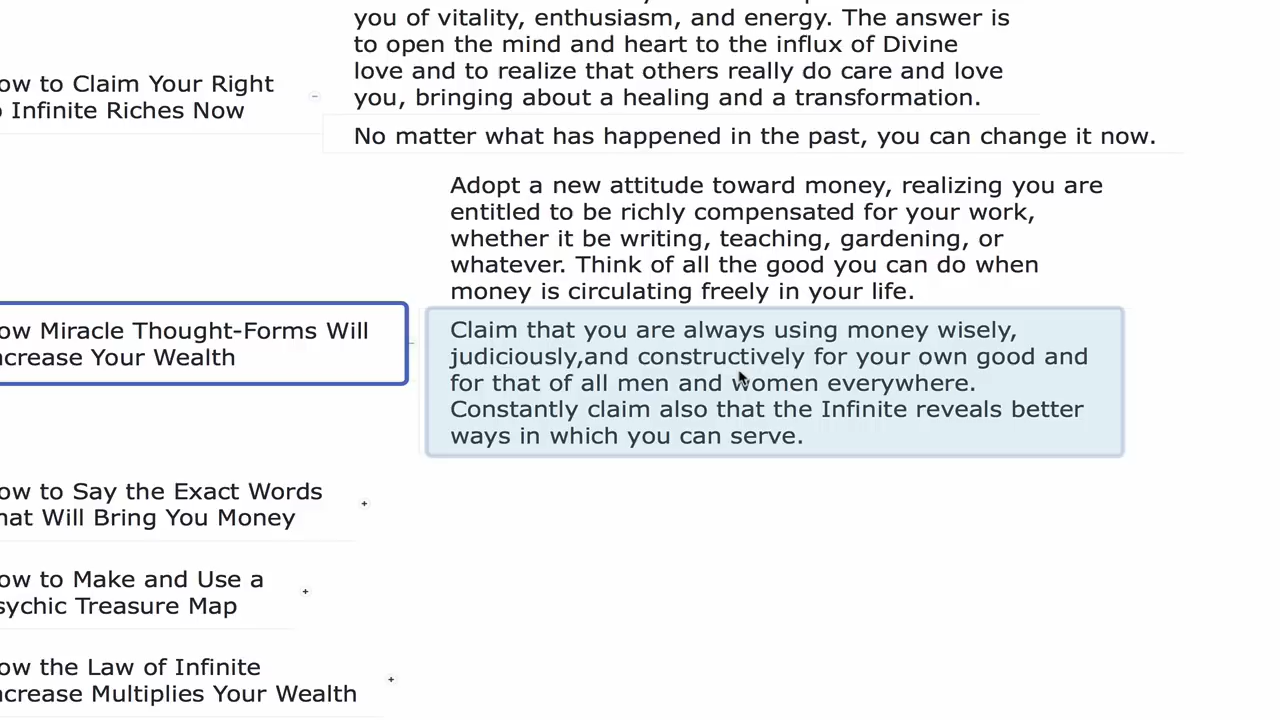 you of vitality, enthusiasm, and energy. The answer is
to open the mind and heart to the influx of Divine
love and to realize that others really do care and love
you, bringing about a healing and a transformation.
No matter what has happened in the past, you can change it now.
ow to Claim Your Right
o Infinite Riches Now
Adopt a new attitude toward money, realizing you are
entitled to be richly compensated for your work,
whether it be writing, teaching, gardening, or
whatever. Think of all the good you can do when
money is circulating freely in your life.
Claim that you are always using money wisely,
judiciously,and constructively for your own good and
for that of all men and women everywhere.
Constantly claim also that the Infinite reveals better
ways in which you can serve.
ow Miracle Thought-Forms Will
ncrease Your Wealth
ow to Say the Exact Words
hat Will Bring You Money
ow to Make and Use a
sychic Treasure Map
ow the Law of Infinite
ncrease Multiplies Your Wealth